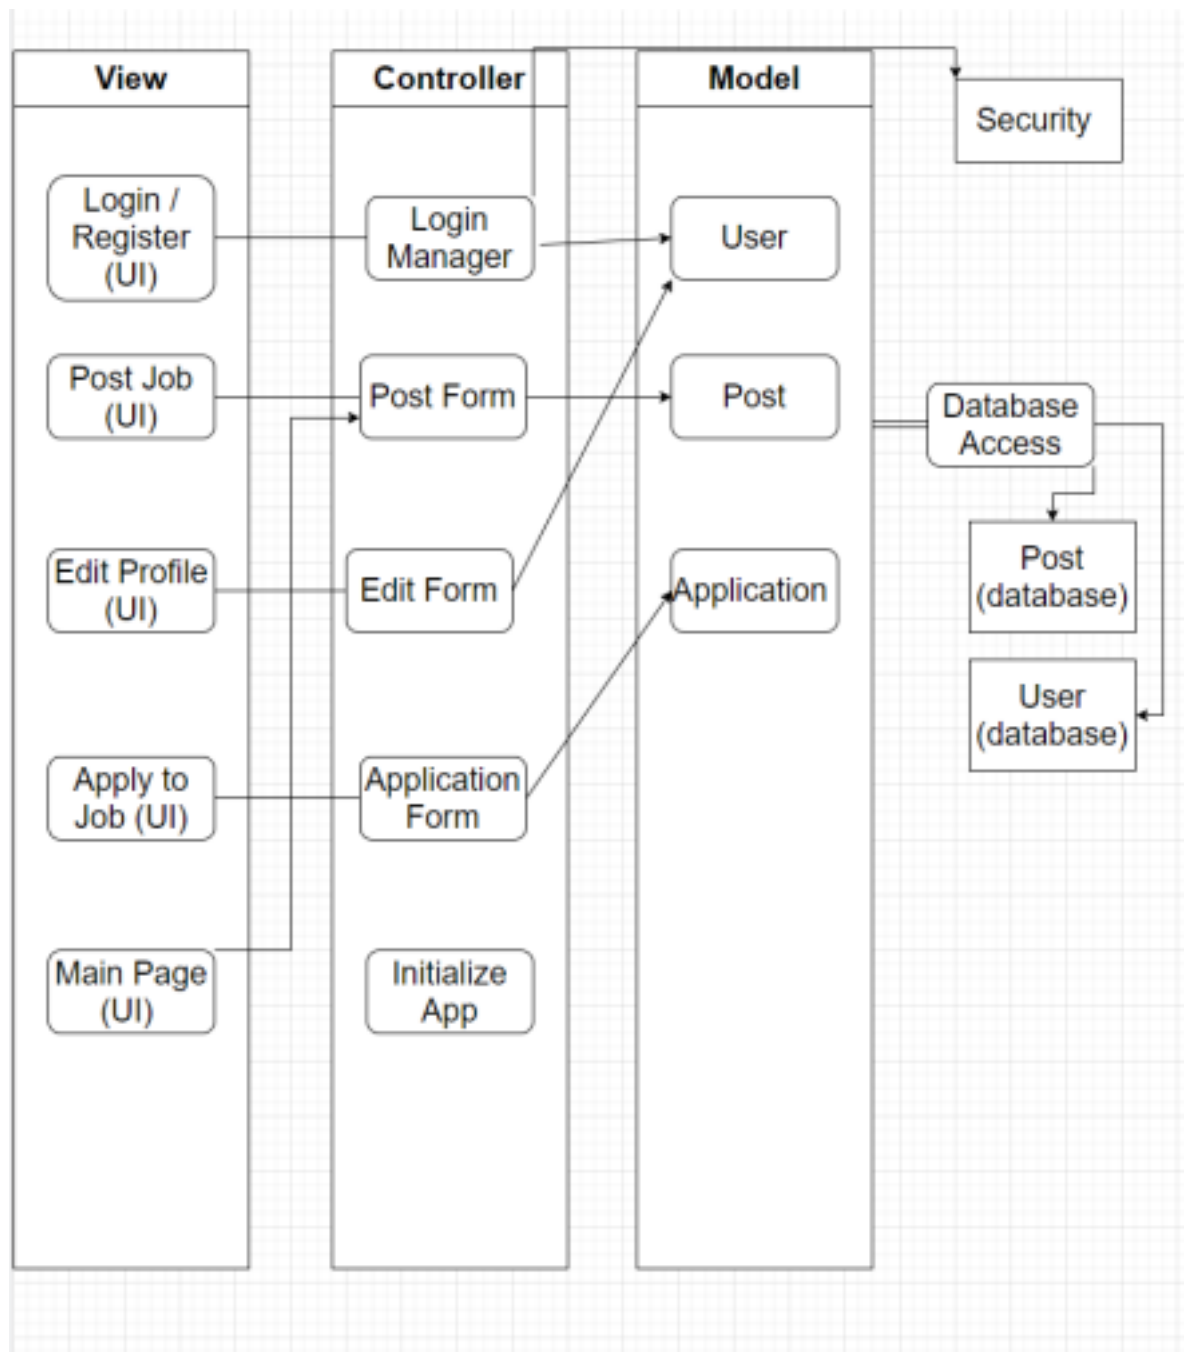 View
Controller
Model
Security
Login /
Register
(UI)
Login
Manager
User
Post Job
(UI)
Post Form
Post
Database
Access
Edit Profile
(UI)
Edit Form
Application
Post
(database)
User
(database)
Apply to
Job (UI)
Application
Form
Main Page
(UI)
Initialize
App